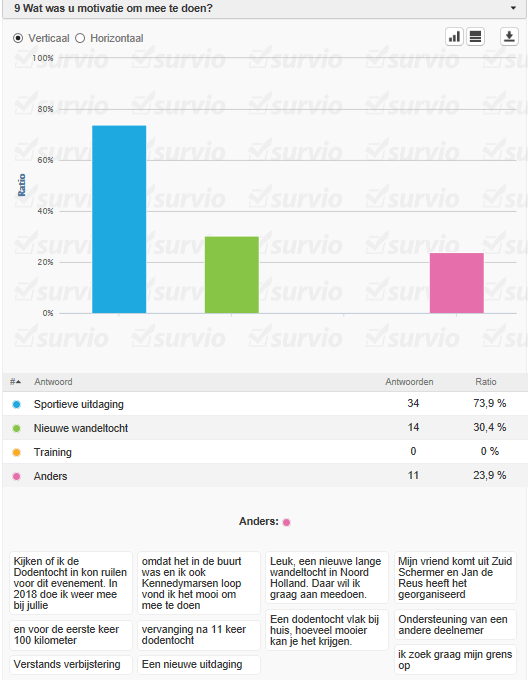 9 Wat was u motivatie om mee te doen?
Verticaal Horizontaal
100%
80%
60%
40%
20%
0%
Ratio
survio
#
Antwoord
Antwoorden
Ratio
Sportieve uitdaging 34 73,9 %
Nieuwe wandeltocht 14 30,4 %
Training 0 0 %
Anders 11 23,9 %
Anders:
Kijken of ik de
Dodentocht in kon ruilen
voor dit evenement. In
2018 doe ik weer mee
bij jullie
omdat het in de buurt
was en ik ook
Kennedymarsen loop
vond ik het mooi om
mee te doen
Leuk, een nieuwe lange
wandeltocht in Noord
Holland. Daar wil ik
graag aan meedoen.
Mijn vriend komt uit Zuid
Schermer en Jan de
Reus heeft het
georganiseerd
en voor de eerste keer
100 kilometer
vervanging na 11 keer
dodentocht
Een dodentocht vlak bij
huis, hoeveel mooier
kan je het krijgen.
Ondersteuning van een
andere deelnemer
Verstands verbijstering
Een nieuwe uitdaging
ik zoek graag mijn grens
op